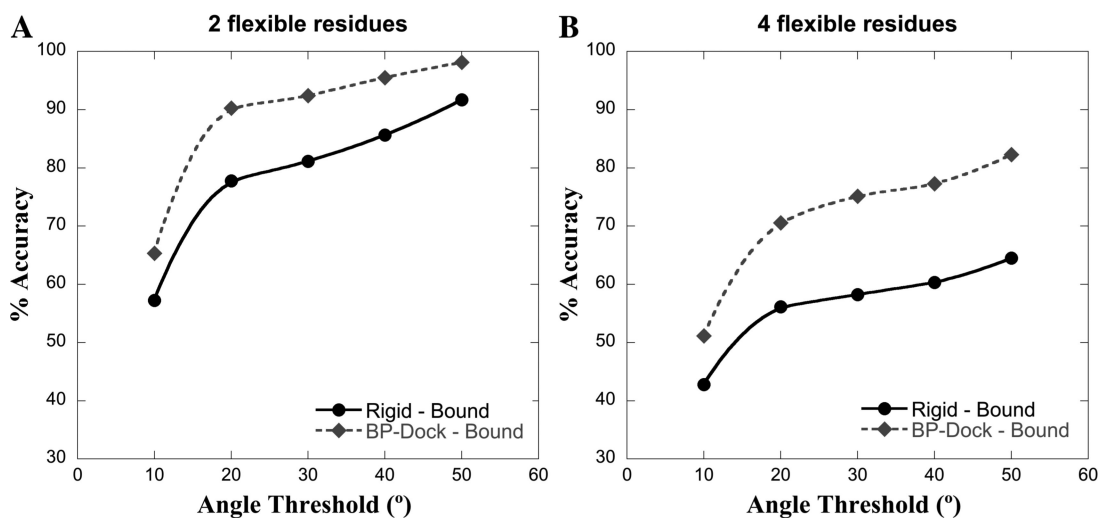 A
2 flexible residues
% Accuracy
100
90
80
70
60
50
40
30
0
10
20
30
40
50
60
Angle Threshold (º)
Rigid - Bound
BP-Dock - Bound
B
4 flexible residues
% Accuracy
100
90
80
70
60
50
40
30
0
10
20
30
40
50
60
Angle Threshold (º)
Rigid - Bound
BP-Dock - Bound